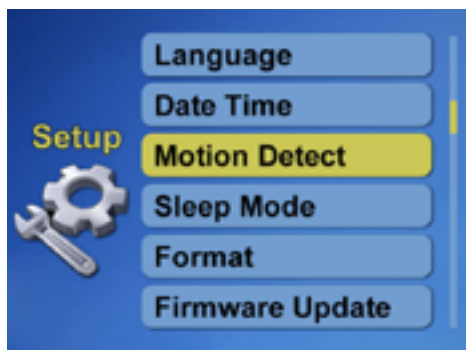 Setup
Language
Date Time
Motion Detect
Sleep Mode
Format
Firmware Update